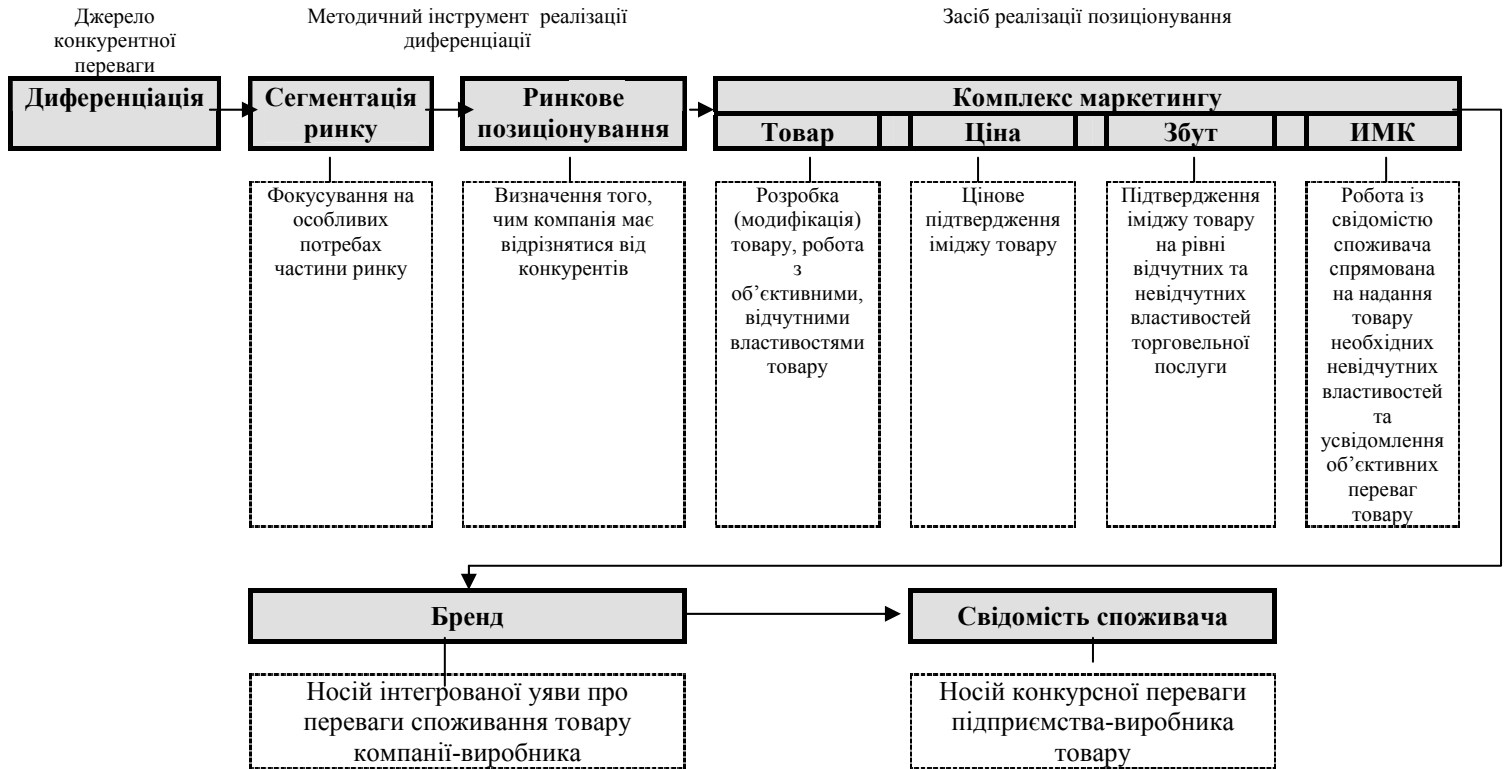 Джерело
конкурентної
переваги
Методичний інструмент реалізації
диференціації
Засіб реалізації позиціонування
Диференціація
Сегментація
ринку
Ринкове
позиціонування
Комплекс маркетингу
Товар
Ціна
Збут
ИМК
Фокусування на
особливих
потребах
частини ринку
Визначення того,
чим компанія має
відрізнятися від
конкурентів
Розробка
(модифікація)
товару, робота
з
об’єктивними,
відчутними
властивостями
товару
Цінове
підтвердження
іміджу товару
Підтвердження
іміджу товару
на рівні
відчутних та
невідчутних
властивостей
торговельної
послуги
Робота із
свідомістю
споживача
спрямована
на надання
товару
необхідних
невідчутних
властивостей
та
усвідомлення
об’єктивних
переваг
товару
Бренд
Свідомість споживача
Носій інтегрованої уяви про
переваги споживання товару
компанії-виробника
Носій конкурсної переваги
підприємства-виробника
товару